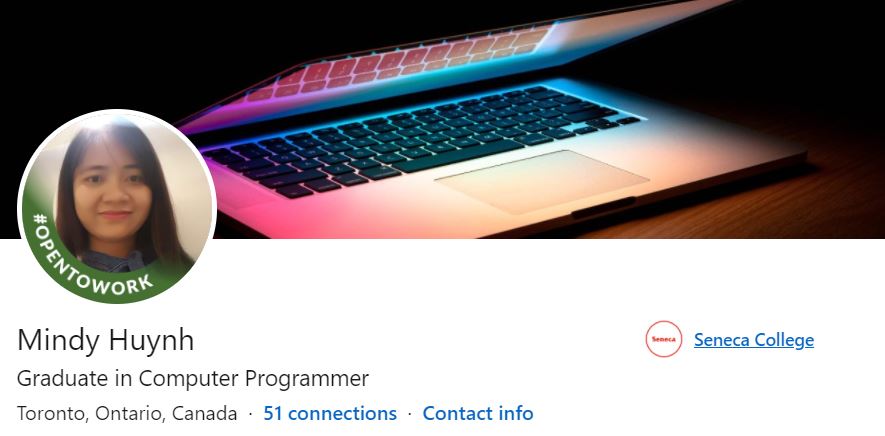 #OPENTOWORK
Mindy Huynh
Seneca Seneca College
Graduate in Computer Programmer
Toronto, Ontario, Canada · 51 connections · Contact info